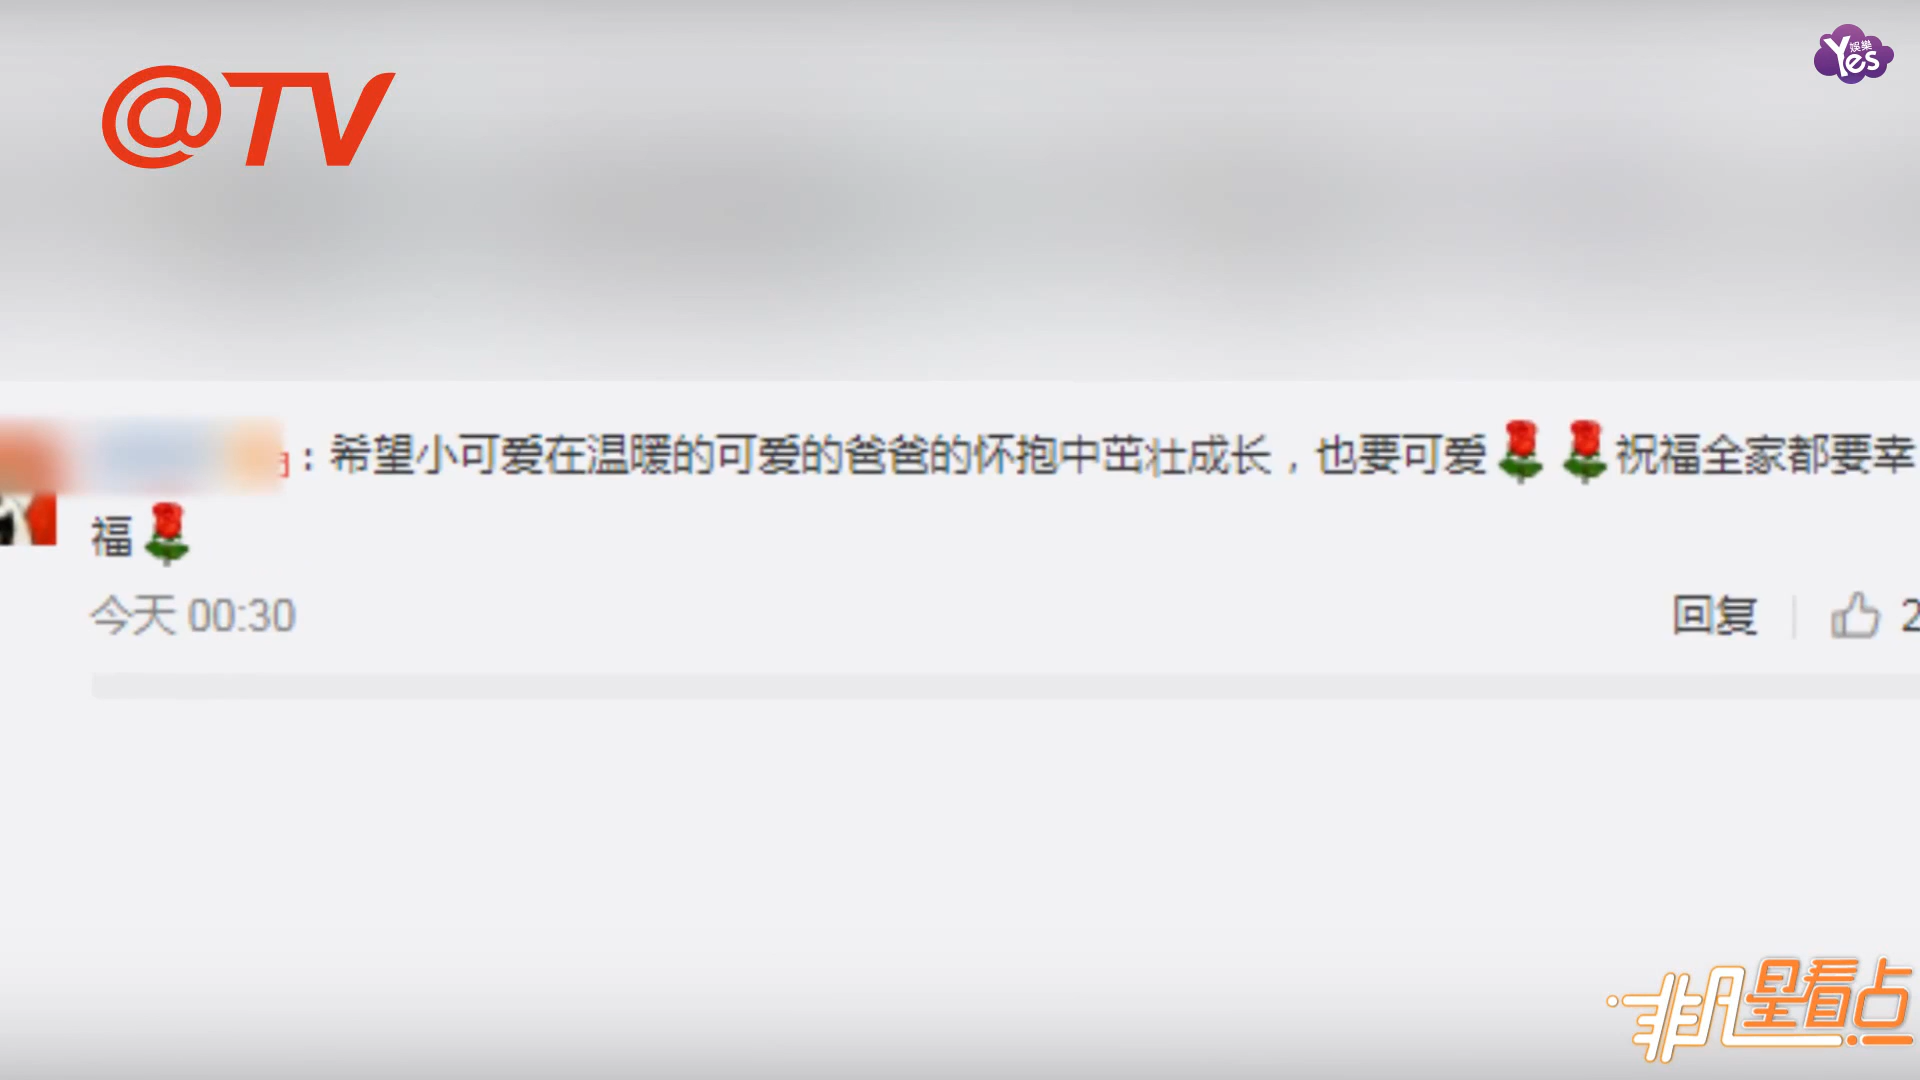 @TV
Yes 娛樂
：希望小可爱在温暖的可爱的爸爸的怀抱中茁壮成长，也要可爱🌹🌹祝福全家都要幸
福🌹
今天 00:30
回复 2
非凡星看点